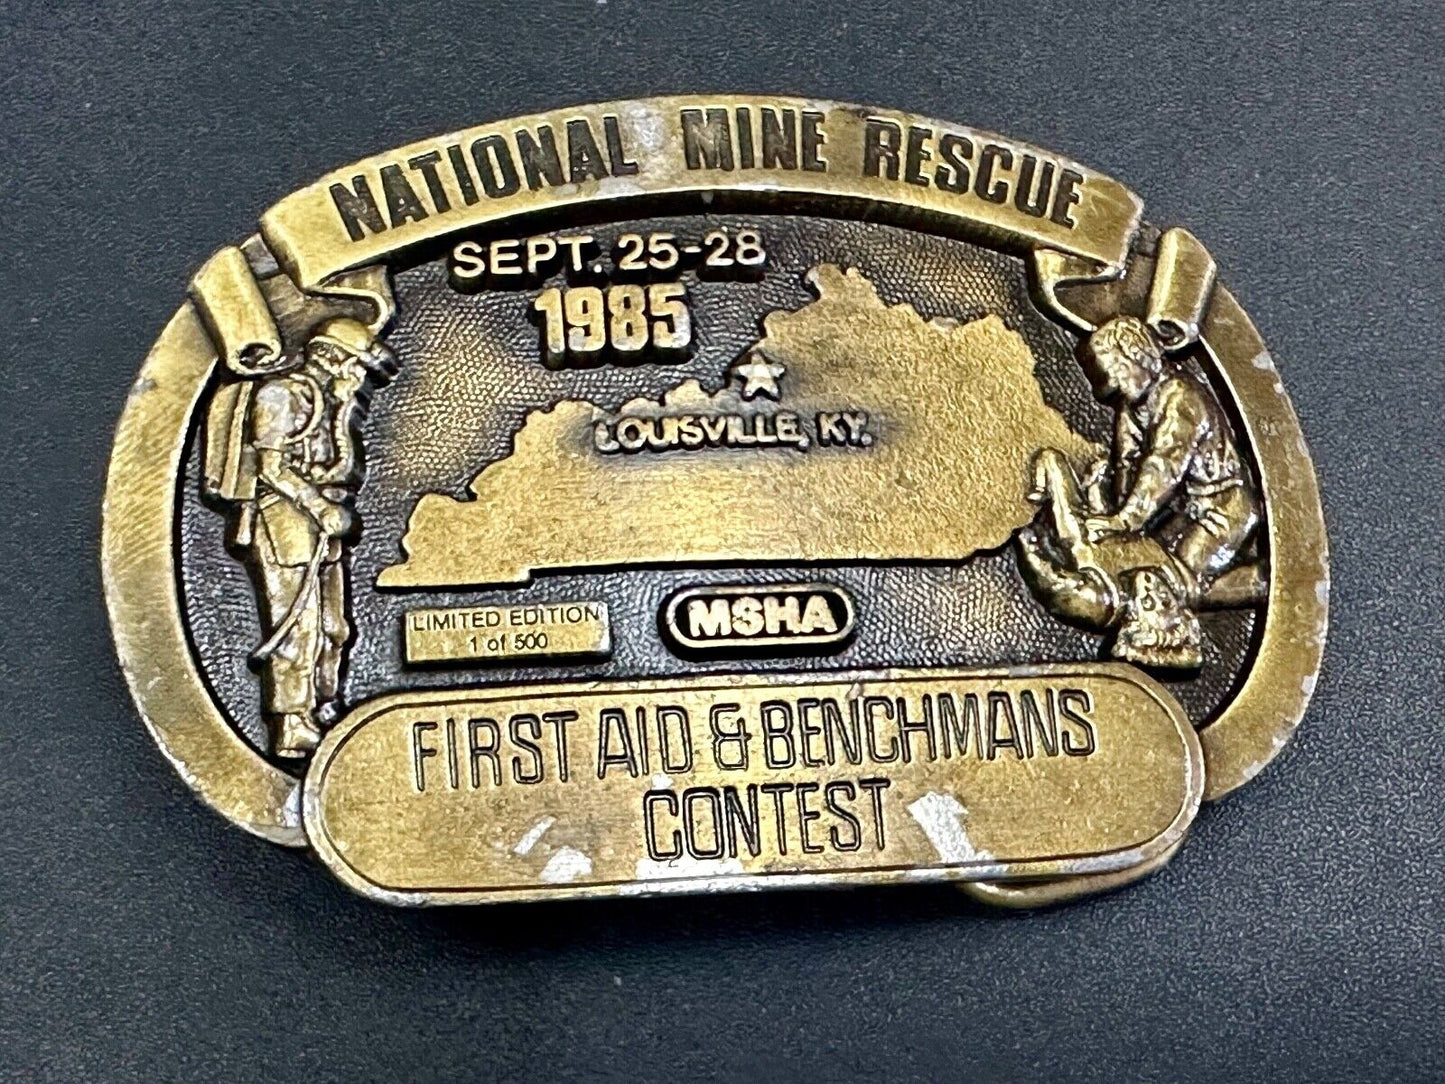 NATIONAL MINE RESCUE
SEPT. 25-28
1985
LOUISVILLE, KY.
LIMITED EDITION
1 of 500
MSHA
FIRST AID & BENCHMANS
CONTEST